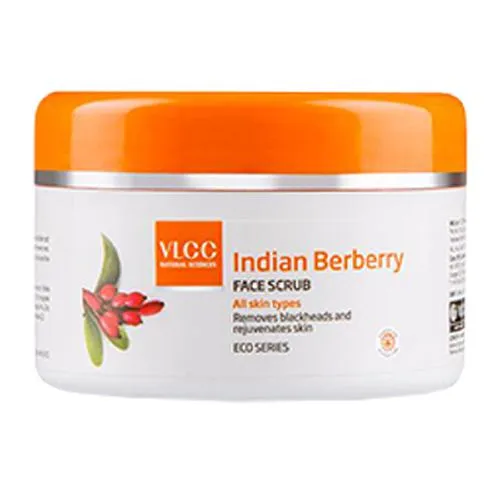 VLCC
NATURAL SCIENCES
Indian Berberry
FACE SCRUB
All skin types
Removes blackheads and
rejuvenates skin
ECO SERIES